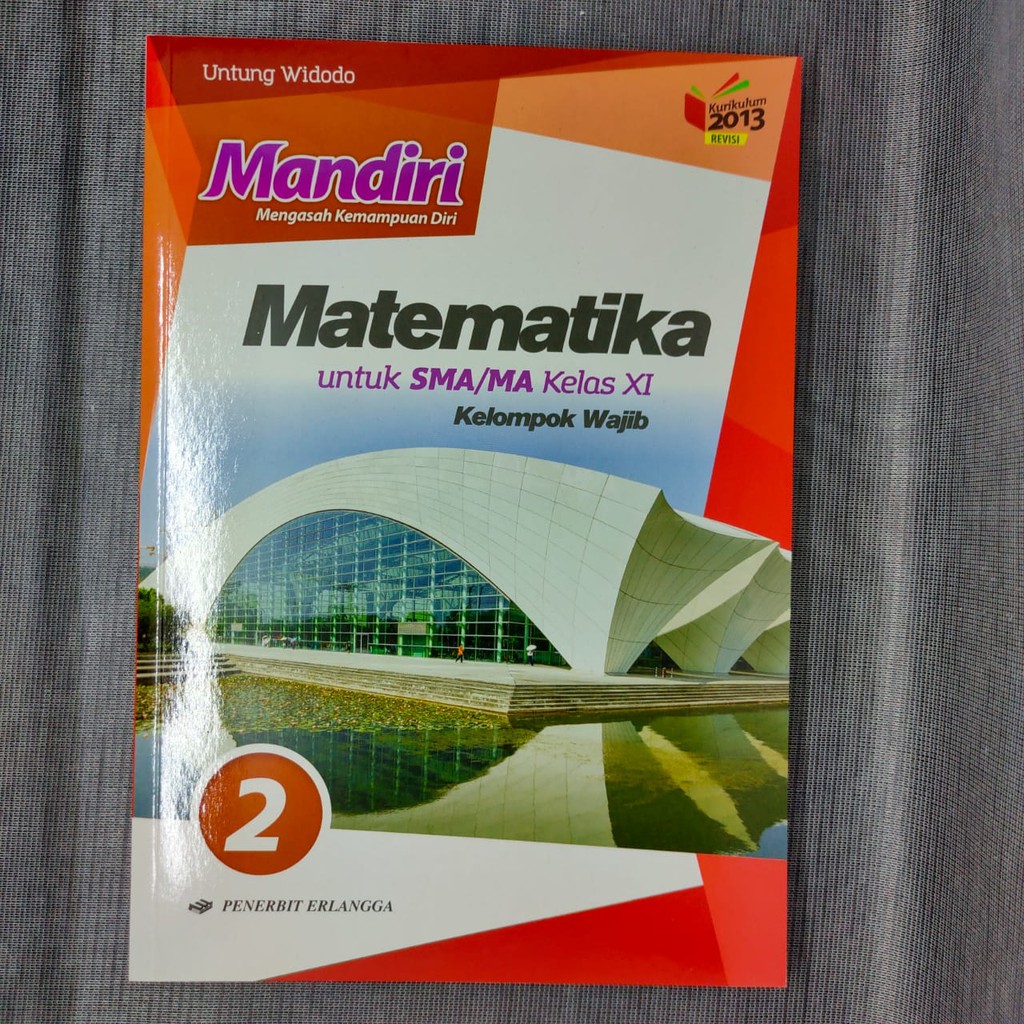 Untung Widodo
Kurikulum
2013
REVISI
Mandiri
Mengasah Kemampuan Diri
Matematika
untuk SMA/MA Kelas XI
Kelompok Wajib
2
PENERBIT ERLANGGA